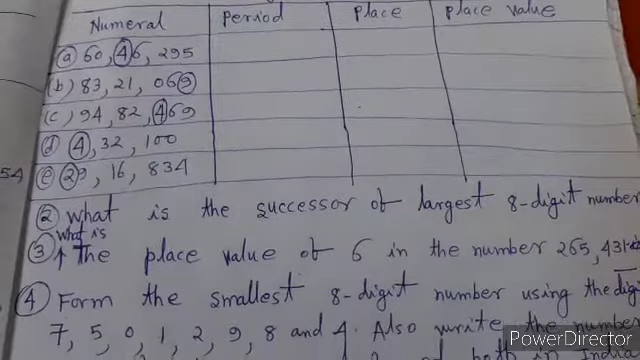 Numeral Period Place place value
(a) 60, 46, 295
(b) 83, 21, 069
(c) 94, 82, 469
(d) 4, 32, 100
(e) 29, 16, 834
54
(2) what is the successor of largest 8-digit number
what is
(3) ↑ The place value of 6 in the number 265, 431
(4) Form the smallest 8-digit number using the digi
7, 5, 0, 1, 2, 9, 8 and 4. Also write the number
PowerDirector